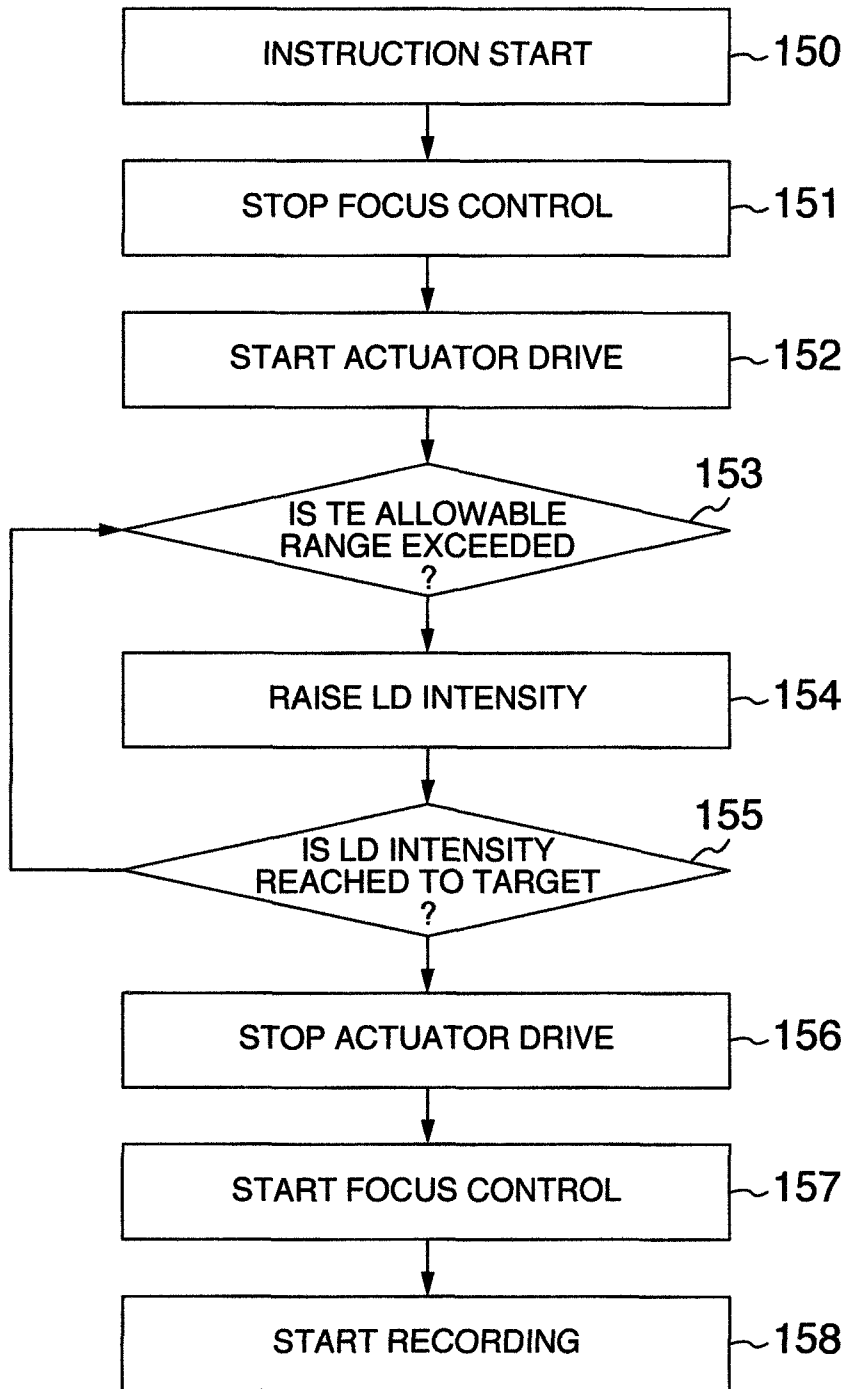 INSTRUCTION START
150
STOP FOCUS CONTROL
151
START ACTUATOR DRIVE
152
153
IS TE ALLOWABLE
RANGE EXCEEDED
?
RAISE LD INTENSITY
154
155
IS LD INTENSITY
REACHED TO TARGET
?
STOP ACTUATOR DRIVE
156
START FOCUS CONTROL
157
START RECORDING
158